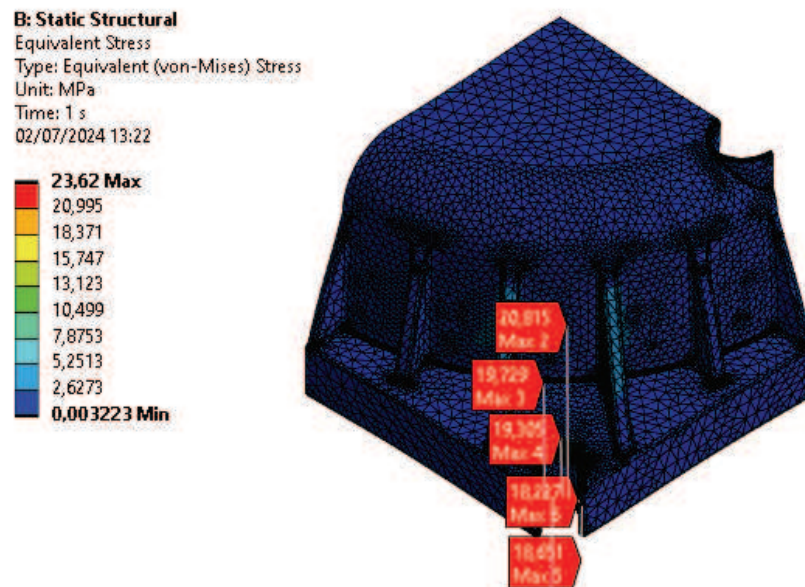 B: Static Structural
Equivalent Stress
Type: Equivalent (von-Mises) Stress
Unit: MPa
Time: 1 s
02/07/2024 13:22
23,62 Max
20,995
18,371
15,747
13,123
10,499
7,8753
5,2513
2,6273
0,003223 Min
20,815
Max 2
19,729
Max 3
19,305
Max 4
Max
18,651
Max